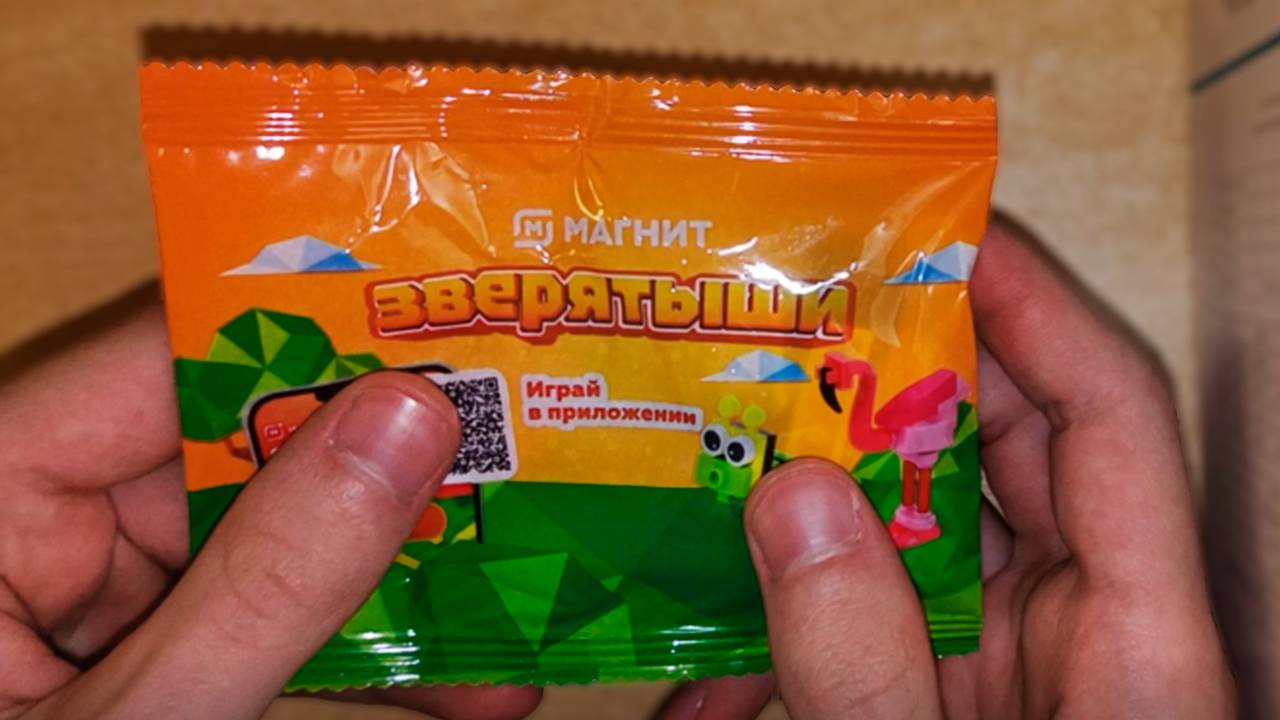 М МАГНИТ
зверятыши
Играй
в приложении